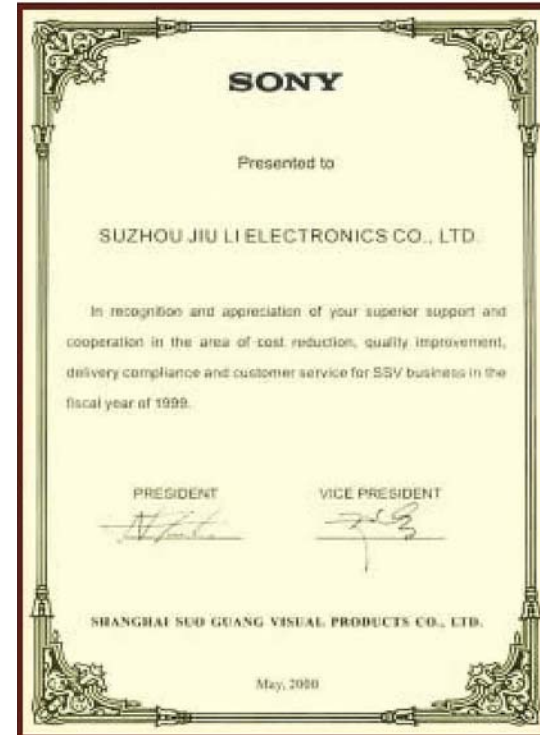 SONY
Presented to
SUZHOU JIU LI ELECTRONICS CO., LTD.
In recognition and appreciation of your superior support and
cooperation in the area of cost reduction, quality improvement,
delivery compliance and customer service for SSV business in the
fiscal year of 1999.
PRESIDENT VICE PRESIDENT
SHANGHAI SUO GUANG VISUAL PRODUCTS CO., LTD.
May, 2000